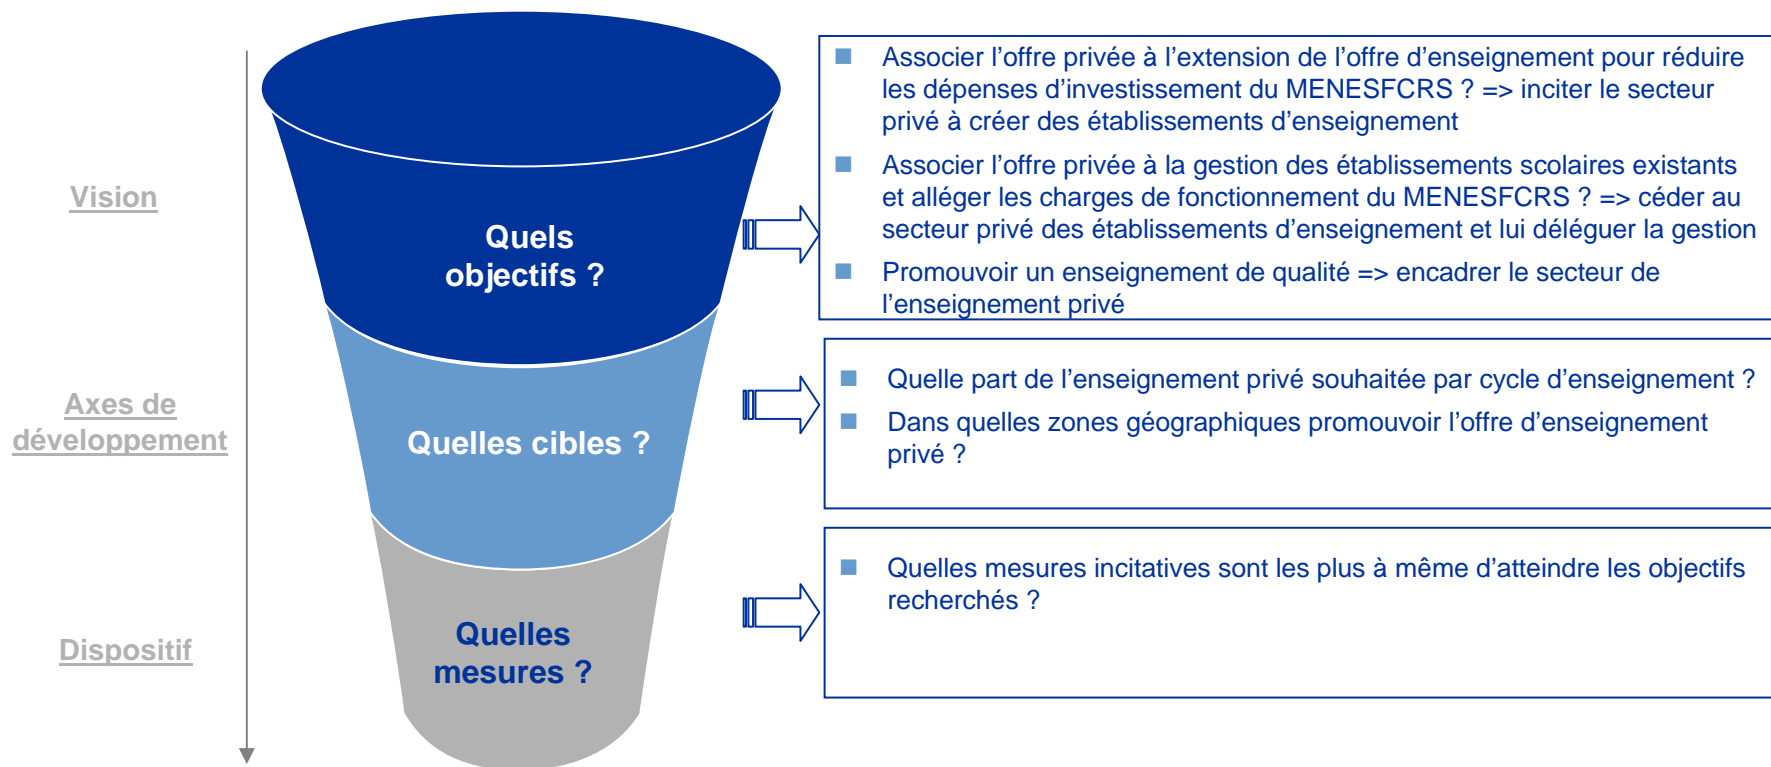 Vision
Quels
objectifs ?
Associer l’offre privée à l’extension de l’offre d’enseignement pour réduire
les dépenses d’investissement du MENESFCRS ? => inciter le secteur
privé à créer des établissements d’enseignement
Associer l’offre privée à la gestion des établissements scolaires existants
et alléger les charges de fonctionnement du MENESFCRS ? => céder au
secteur privé des établissements d’enseignement et lui déléguer la gestion
Promouvoir un enseignement de qualité => encadrer le secteur de
l’enseignement privé
Axes de
développement
Quelles cibles ?
Quelle part de l’enseignement privé souhaitée par cycle d’enseignement ?
Dans quelles zones géographiques promouvoir l’offre d’enseignement
privé ?
Dispositif
Quelles
mesures ?
Quelles mesures incitatives sont les plus à même d’atteindre les objectifs
recherchés ?